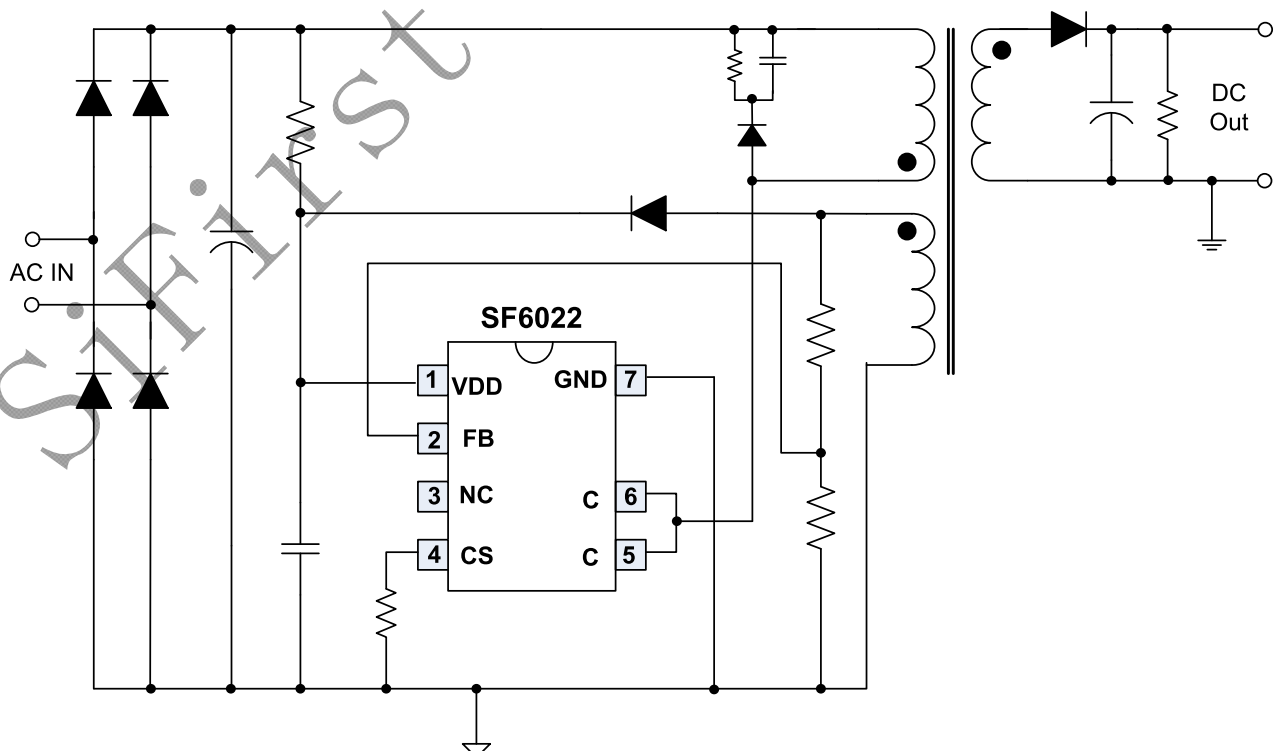 SiFirst
DC
Out
AC IN
SF6022
1 VDD
GND 7
2 FB
3 NC
C 6
4 CS
C 5